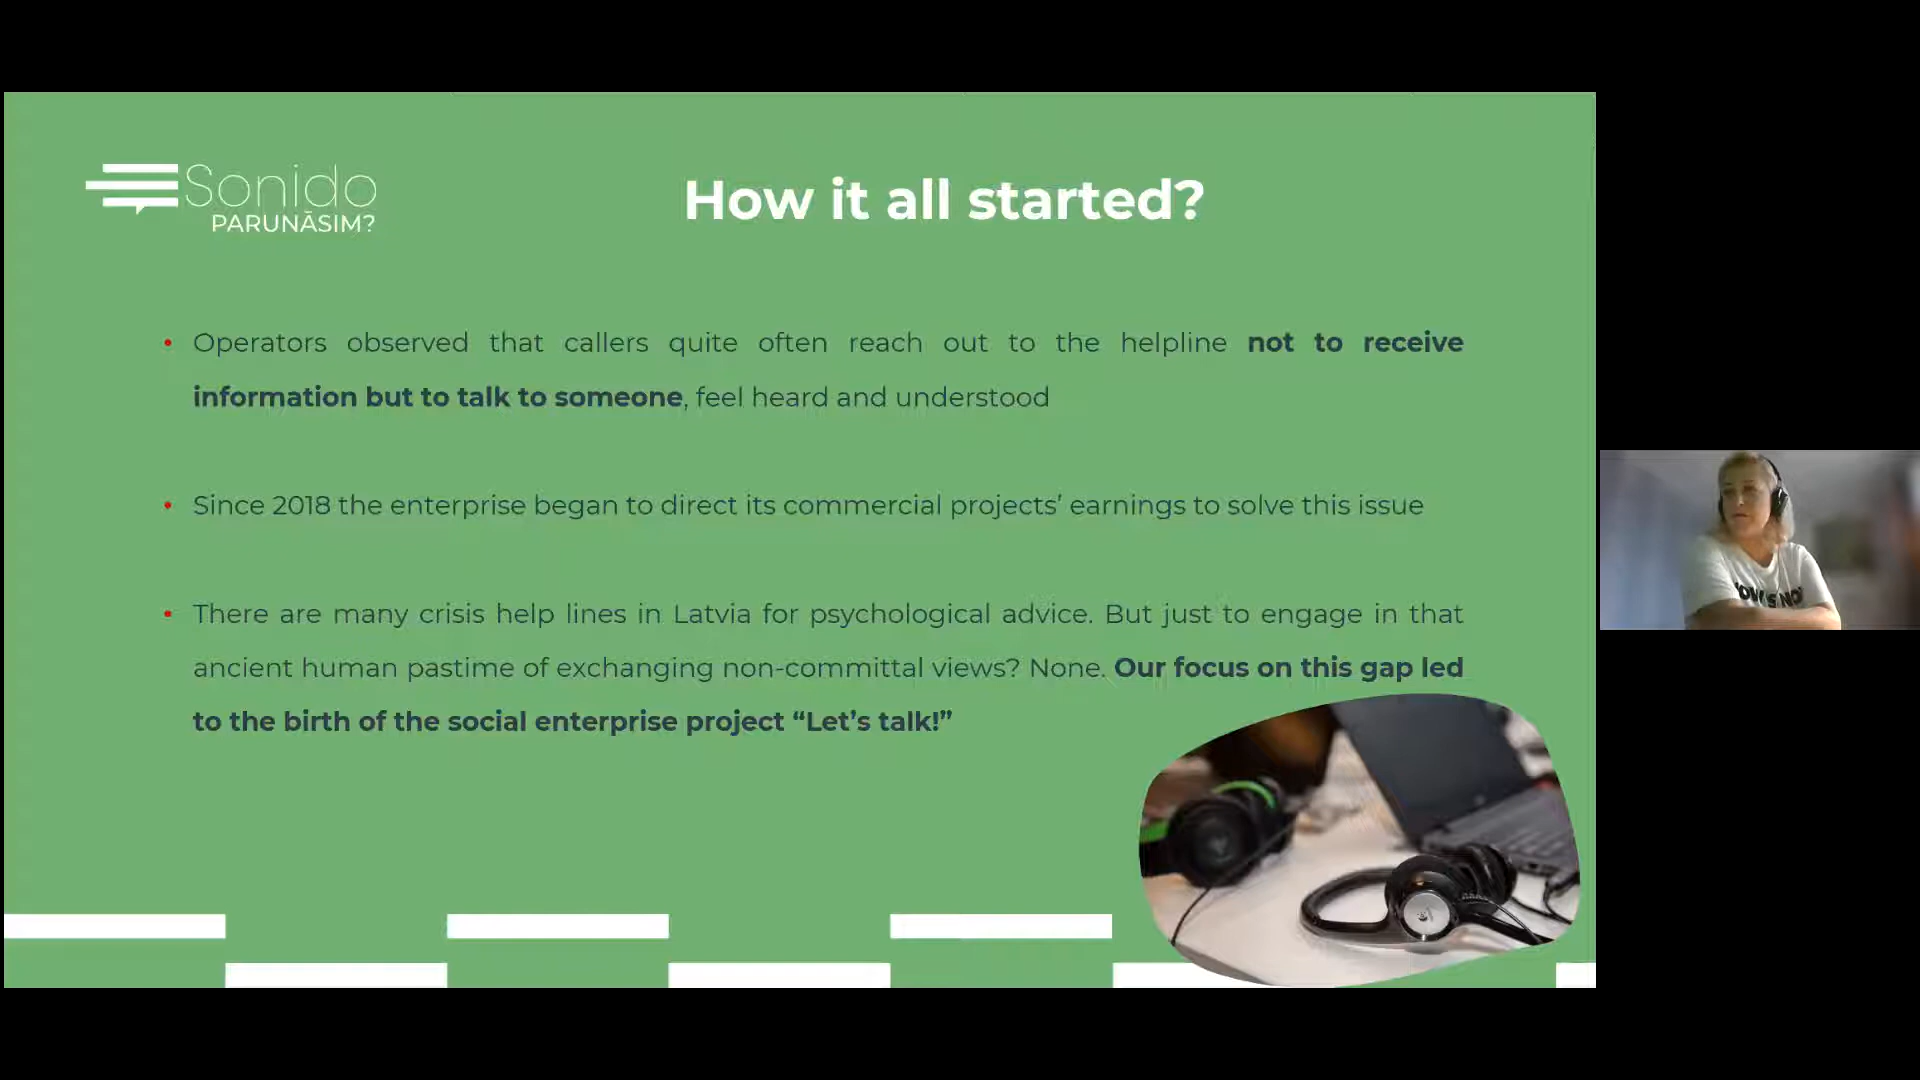 Sonido
PARUNĀSIM?
How it all started?
• Operators observed that callers quite often reach out to the helpline not to receive
information but to talk to someone, feel heard and understood
• Since 2018 the enterprise began to direct its commercial projects’ earnings to solve this issue
• There are many crisis help lines in Latvia for psychological advice. But just to engage in that
ancient human pastime of exchanging non-committal views? None. Our focus on this gap led
to the birth of the social enterprise project “Let’s talk!”